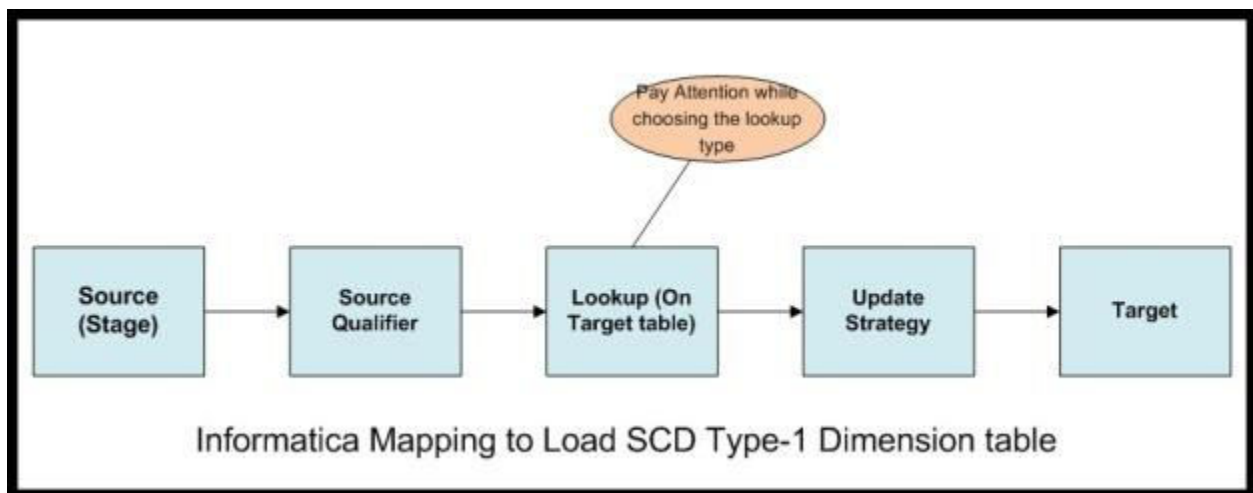 Pay Attention while
choosing the lookup
type
Source
(Stage)
Source
Qualifier
Lookup (On
Target table)
Update
Strategy
Target
Informatica Mapping to Load SCD Type-1 Dimension table